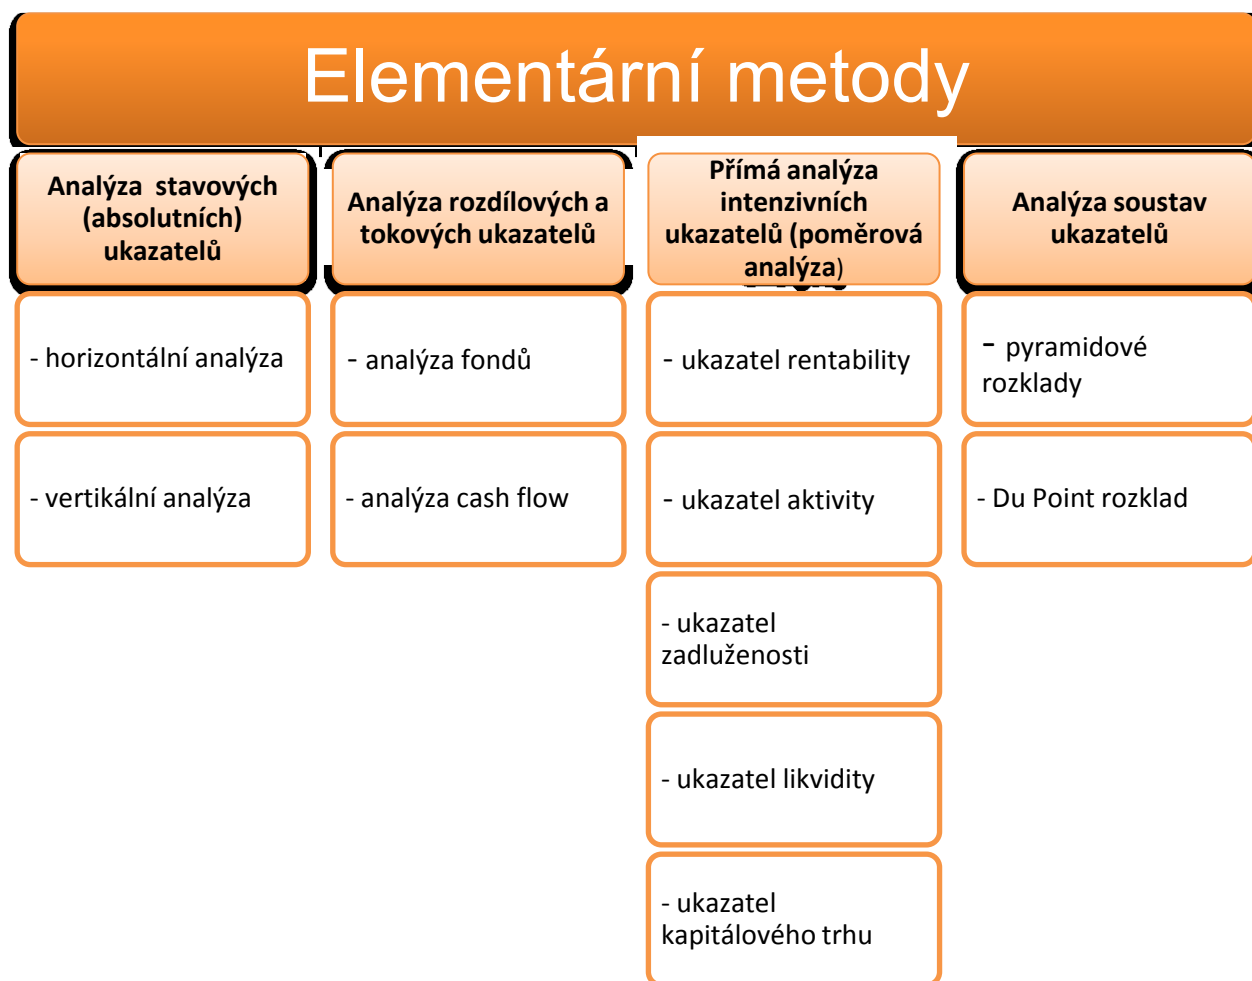 Elementární metody
Analýza stavových
(absolutních)
ukazatelů
- horizontální analýza
- vertikální analýza
Analýza rozdílových a
tokových ukazatelů
- analýza fondů
- analýza cash flow
Přímá analýza
intenzivních
ukazatelů (poměrová
analýza)
- ukazatel rentability
- ukazatel aktivity
- ukazatel
zadluženosti
- ukazatel likvidity
- ukazatel
kapitálového trhu
Analýza soustav
ukazatelů
- pyramidové
rozklady
- Du Point rozklad